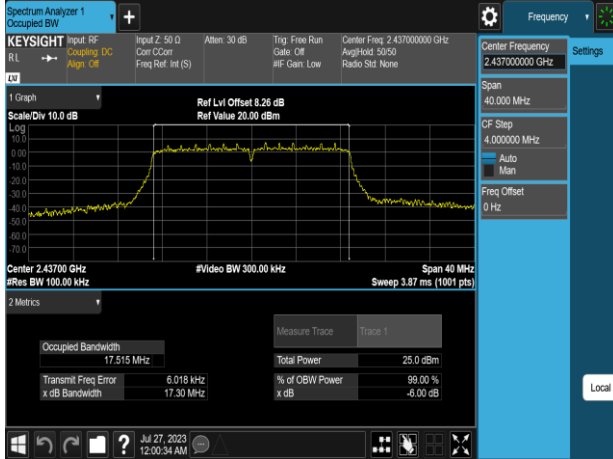 Spectrum Analyzer 1
Occupied BW
+
Frequency
KEYSIGHT
RL
LXI
Input: RF
Coupling: DC
Align: Off
Input Z: 50 Ω
Corr CCorr
Freq Ref: Int (S)
Atten: 30 dB
Trig: Free Run
Gate: Off
#IF Gain: Low
Center Freq: 2.437000000 GHz
Avg|Hold: 50/50
Radio Std: None
Center Frequency
2.437000000 GHz
Settings
Span
40.000 MHz
CF Step
4.000000 MHz
Auto
Man
Freq Offset
0 Hz
Local
1 Graph
Scale/Div 10.0 dB
Ref Lvl Offset 8.26 dB
Ref Value 20.00 dBm
Log
10.0
0.00
-10.0
-20.0
-30.0
-40.0
-50.0
-60.0
-70.0
Center 2.43700 GHz
#Video BW 300.00 kHz
Span 40 MHz
#Res BW 100.00 kHz
Sweep 3.87 ms (1001 pts)
2 Metrics
Measure Trace
Trace 1
Occupied Bandwidth
17.515 MHz
Total Power
25.0 dBm
Transmit Freq Error
6.018 kHz
% of OBW Power
99.00 %
x dB Bandwidth
17.30 MHz
x dB
-6.00 dB
?
Jul 27, 2023
12:00:34 AM